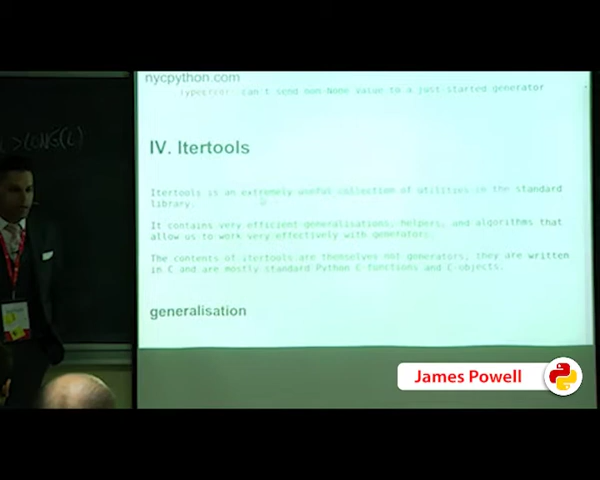 nycpython.com
TypeError: can't send non-None value to a just-started generator
IV. Itertools
Itertools is an extremely useful collection of utilities in the standard
library.
It contains very efficient generalisations, helpers, and algorithms that
allow us to work very effectively with generators.
The contents of itertools are themselves not generators, they are written
in C and are mostly standard Python C-functions and C-objects.
generalisation
James Powell